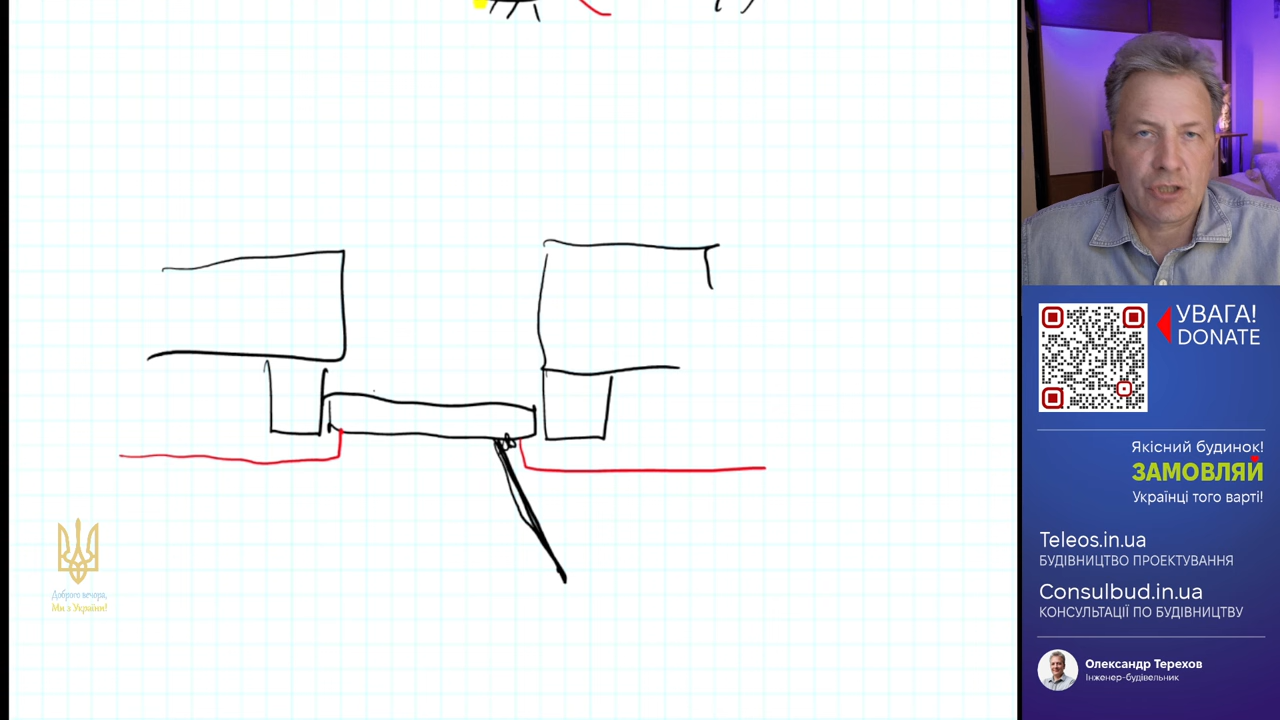 УВАГА!
DONATE
Якісний будинок!
ЗАМОВЛЯЙ
Українці того варті!
Teleos.in.ua
БУДІВНИЦТВО ПРОЕКТУВАННЯ
Consulbud.in.ua
КОНСУЛЬТАЦІЇ ПО БУДІВНИЦТВУ
Олександр Терехов
Інженер-будівельник
Доброго вечора,
Ми з України!